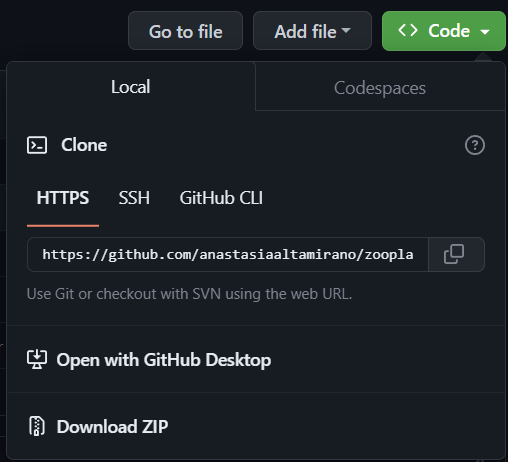 Go to file Add file Code
Local Codespaces
Clone
HTTPS SSH GitHub CLI
https://github.com/anastasiaaltamirano/zoopla
Use Git or checkout with SVN using the web URL.
Open with GitHub Desktop
Download ZIP